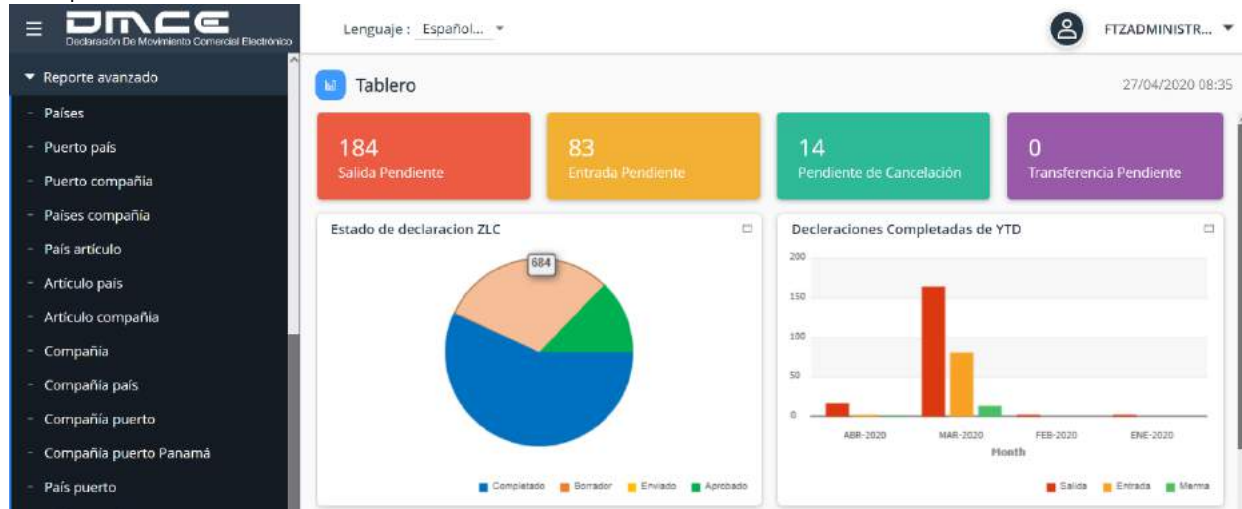 DMCE
Declaración De Movimiento Comercial Electrónico
Lenguaje : Español...
FTZADMINISTR...
Reporte avanzado
- Países
- Puerto país
- Puerto compañía
- Países compañía
- País artículo
- Artículo país
- Artículo compañia
- Compañía
- Compañía país
- Compañía puerto
- Compañía puerto Panamá
- País puerto
Tablero
27/04/2020 08:35
184
Salida Pendiente
83
Entrada Pendiente
14
Pendiente de Cancelación
0
Transferencia Pendiente
Estado de declaracion ZLC
684
Completado Borrador Enviado Aprobado
Decleraciones Completadas de YTD
200
150
100
50
0
ABR-2020 MAR-2020 FEB-2020 ENE-2020
Month
Salida Entrada Merma